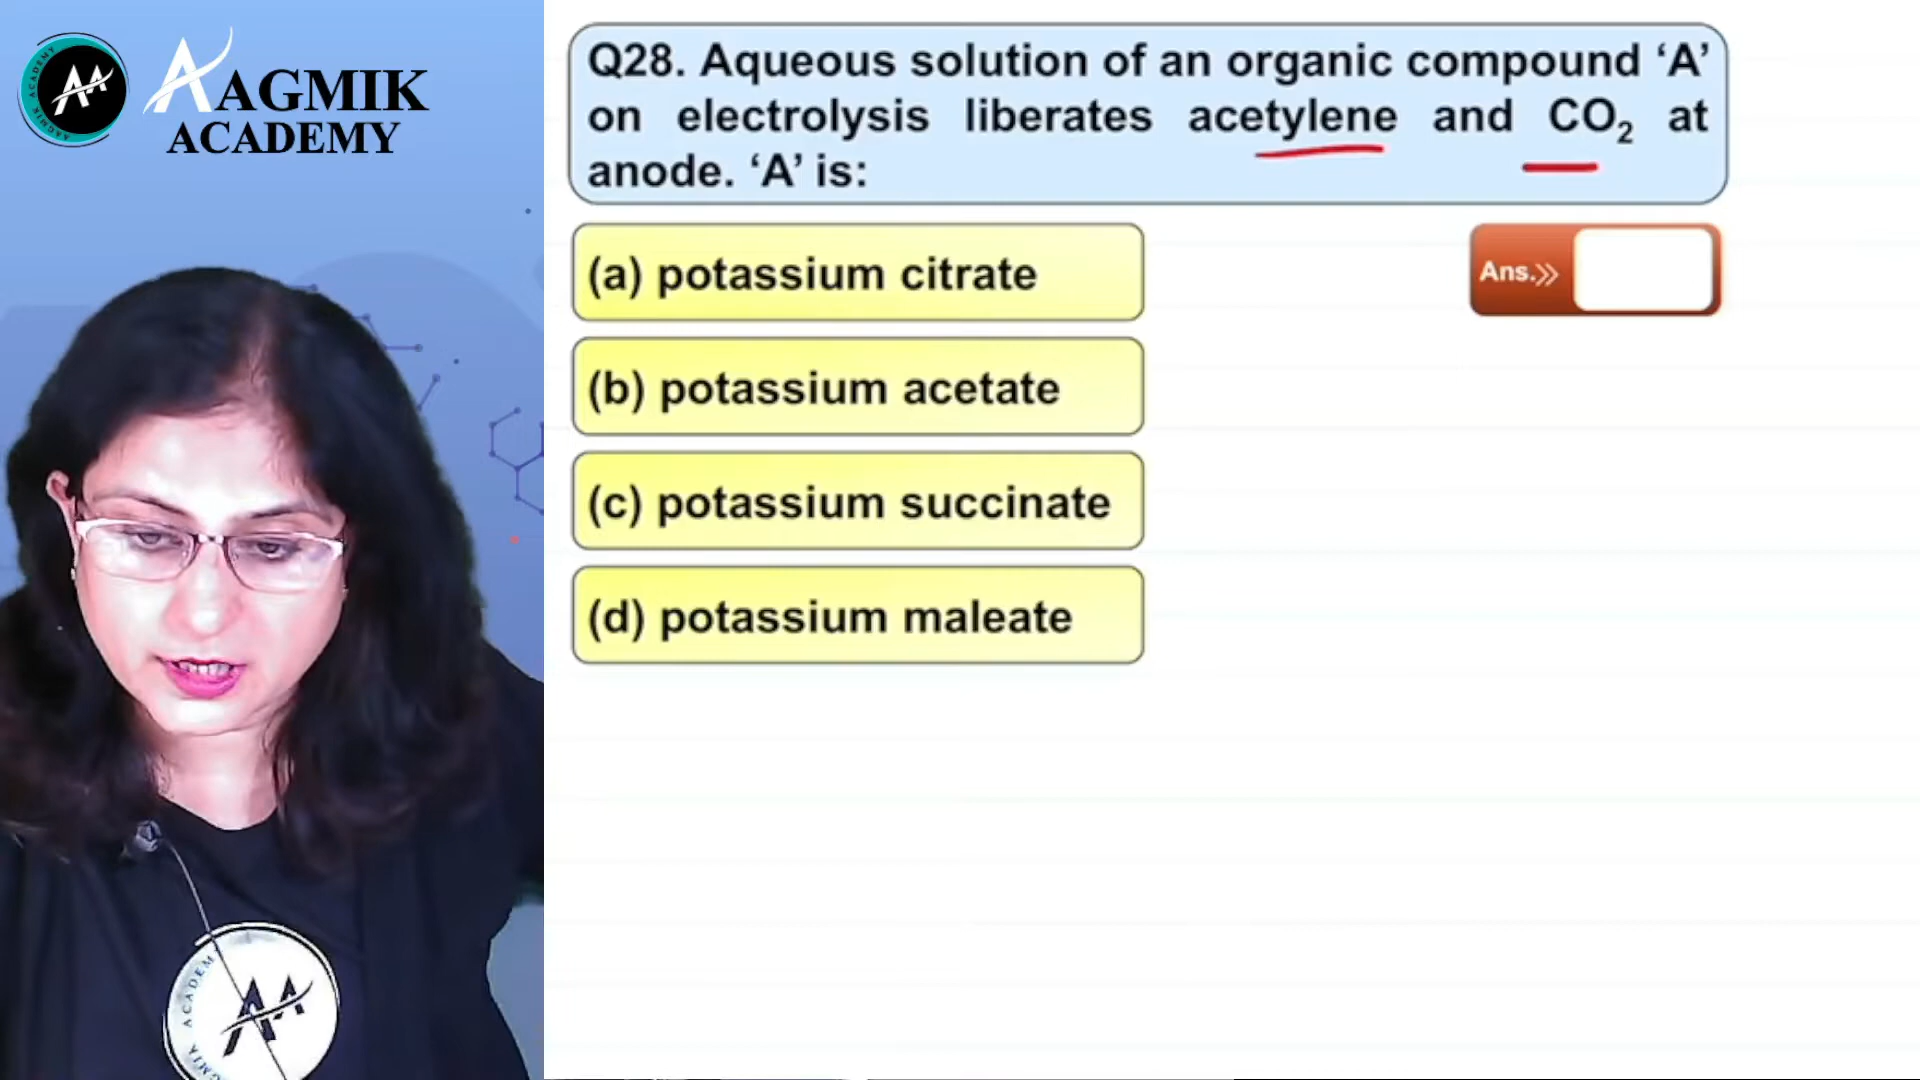 AAGMIK
ACADEMY
Q28. Aqueous solution of an organic compound ‘A’
on electrolysis liberates acetylene and CO₂ at
anode. ‘A’ is:
(a) potassium citrate
Ans.»
(b) potassium acetate
(c) potassium succinate
(d) potassium maleate